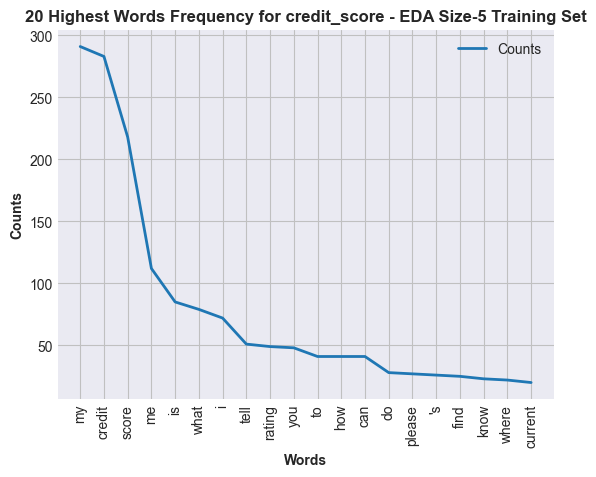 20 Highest Words Frequency for credit_score - EDA Size-5 Training Set
Counts
300
250
200
150
100
50
Counts
my
credit
score
me
is
what
i
tell
rating
you
to
how
can
do
please
's
find
know
where
current
Words